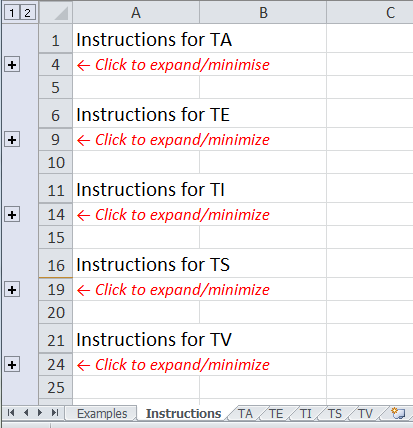 1 2
A B C
1 Instructions for TA
4 ← Click to expand/minimise
5
6 Instructions for TE
9 ← Click to expand/minimize
10
11 Instructions for TI
14 ← Click to expand/minimize
15
16 Instructions for TS
19 ← Click to expand/minimize
20
21 Instructions for TV
24 ← Click to expand/minimize
25
Examples Instructions TA TE TI TS TV